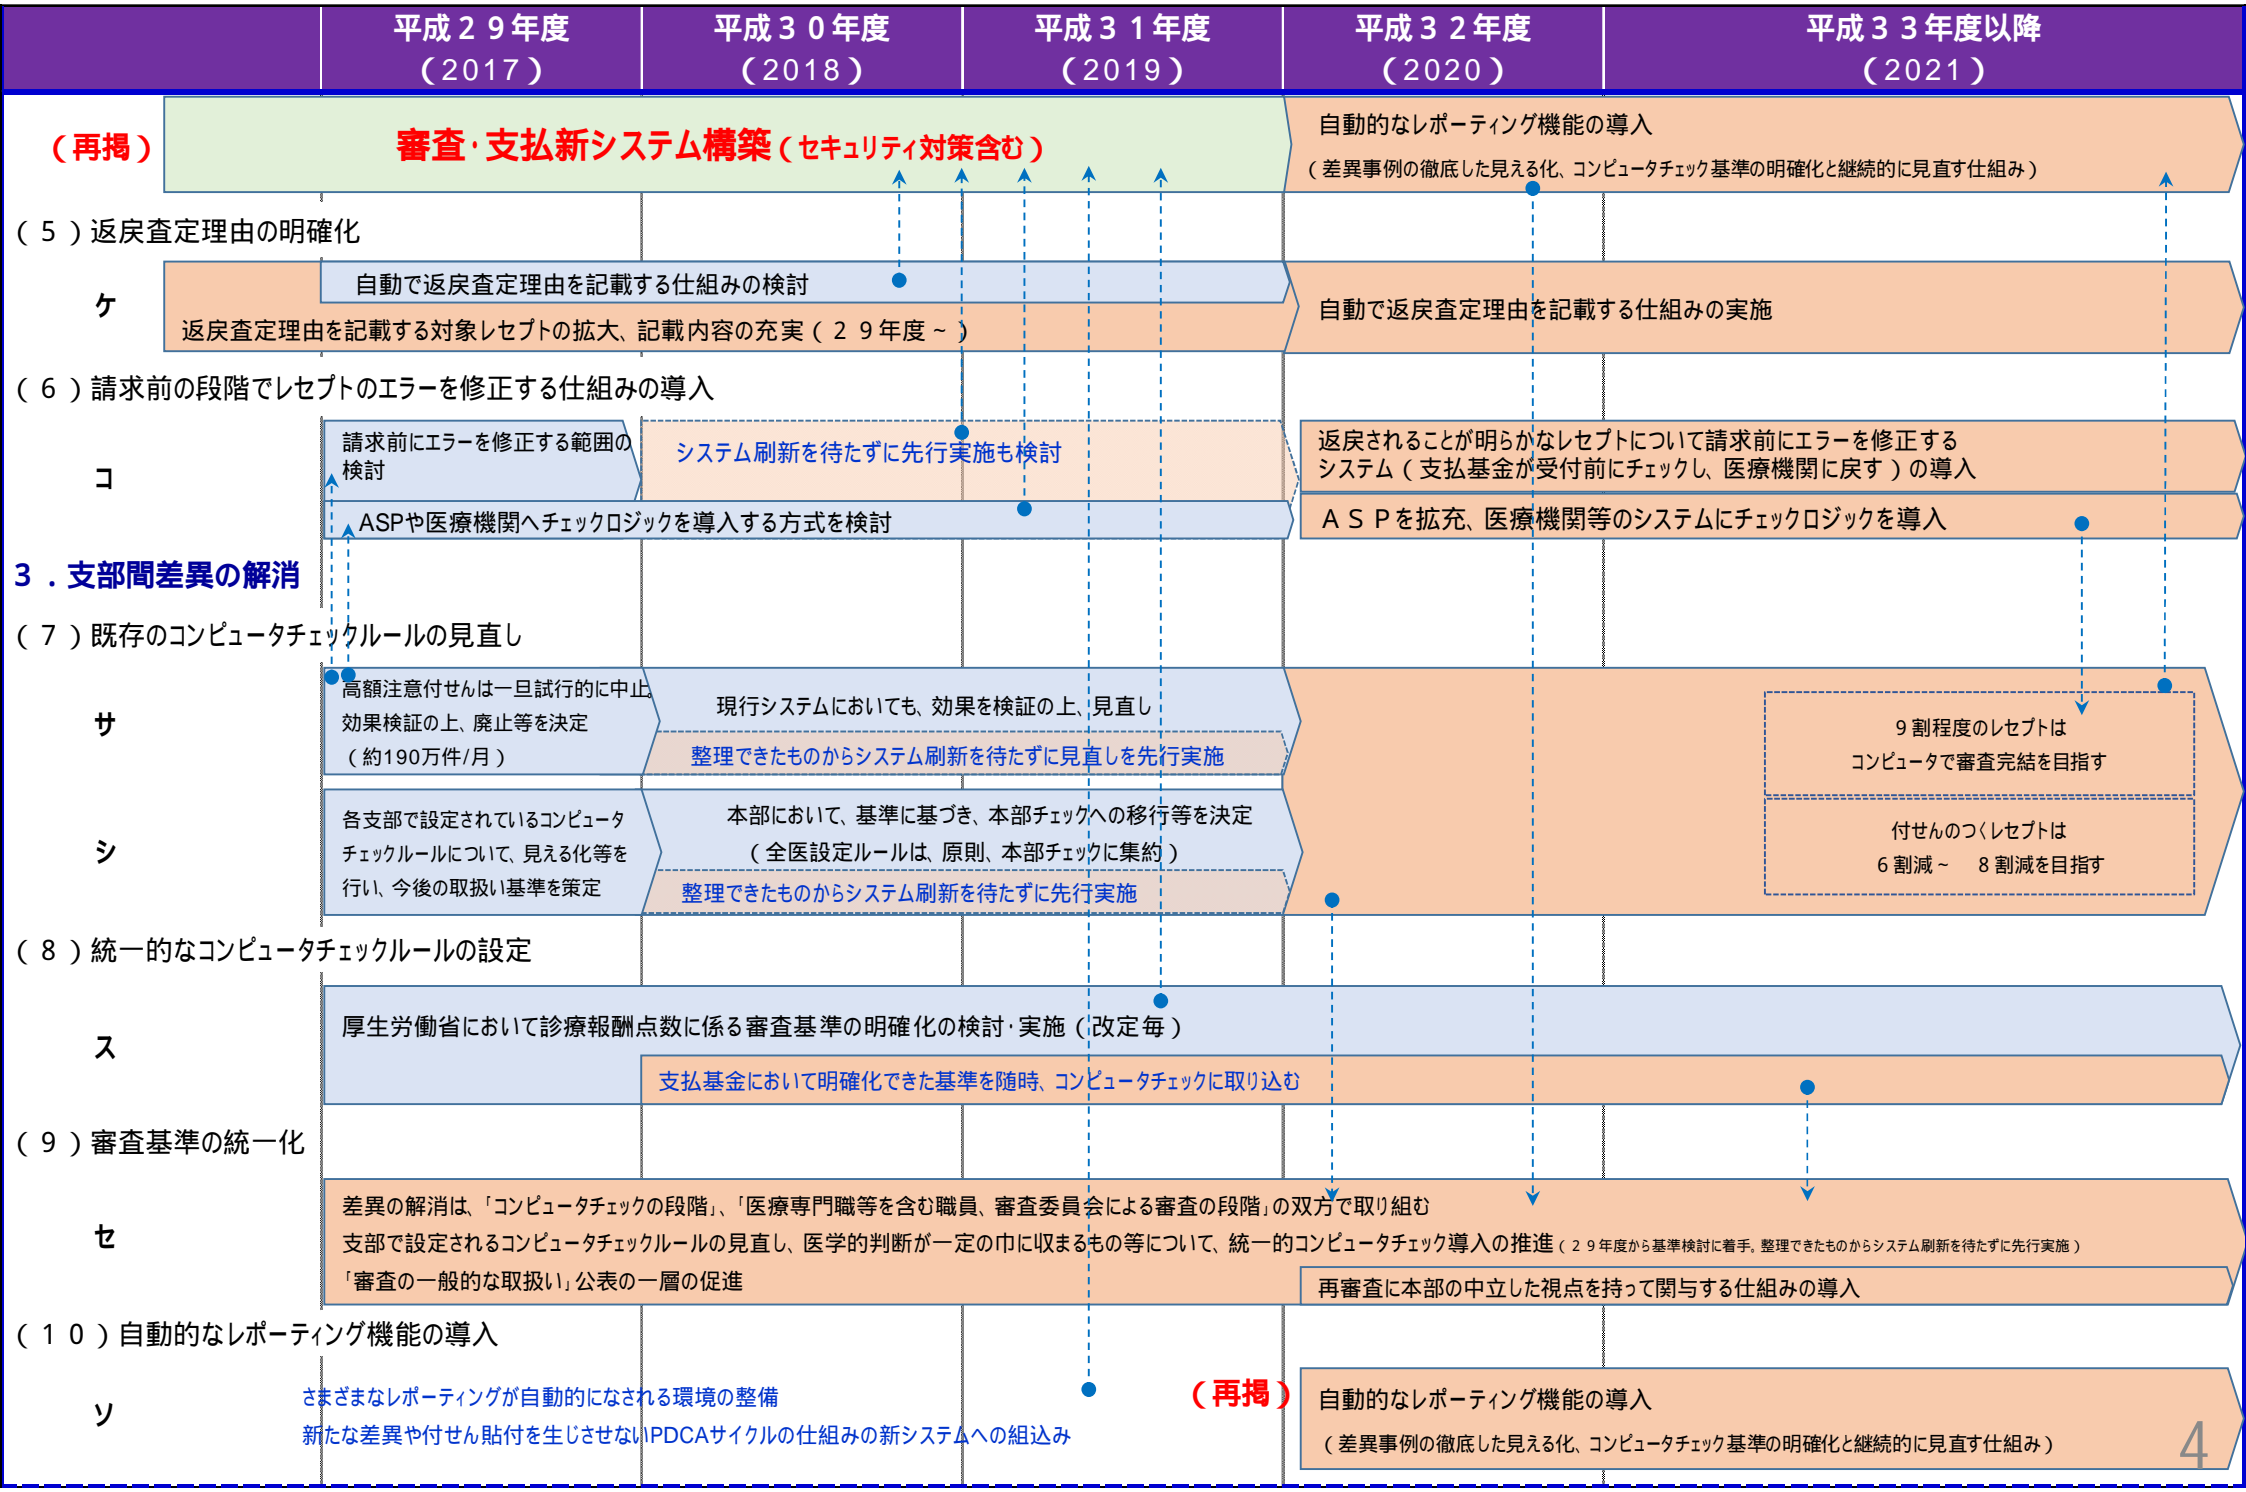 平成２９年度
（2017）
平成３０年度
（2018）
平成３１年度
（2019）
平成３２年度
（2020）
平成３３年度以降
（2021）
（再掲）
審査・支払新システム構築（セキュリティ対策含む）
自動的なレポーティング機能の導入
（差異事例の徹底した見える化、コンピュータチェック基準の明確化と継続的に見直す仕組み）
（５）返戻査定理由の明確化
ケ
自動で返戻査定理由を記載する仕組みの検討
返戻査定理由を記載する対象レセプトの拡大、記載内容の充実（２９年度～）
自動で返戻査定理由を記載する仕組みの実施
（６）請求前の段階でレセプトのエラーを修正する仕組みの導入
コ
請求前にエラーを修正する範囲の
検討
システム刷新を待たずに先行実施も検討
返戻されることが明らかなレセプトについて請求前にエラーを修正する
システム（支払基金が受付前にチェックし、医療機関に戻す）の導入
ASPや医療機関へチェックロジックを導入する方式を検討
ＡＳＰを拡充、医療機関等のシステムにチェックロジックを導入
３．支部間差異の解消
（７）既存のコンピュータチェックルールの見直し
サ
高額注意付せんは一旦試行的に中止。
効果検証の上、廃止等を決定
（約190万件/月）
現行システムにおいても、効果を検証の上、見直し
整理できたものからシステム刷新を待たずに見直しを先行実施
９割程度のレセプトは
コンピュータで審査完結を目指す
シ
各支部で設定されているコンピュータ
チェックルールについて、見える化等を
行い、今後の取扱い基準を策定
本部において、基準に基づき、本部チェックへの移行等を決定
（全医設定ルールは、原則、本部チェックに集約）
整理できたものからシステム刷新を待たずに先行実施
付せんのつくレセプトは
６割減～　８割減を目指す
（８）統一的なコンピュータチェックルールの設定
ス
厚生労働省において診療報酬点数に係る審査基準の明確化の検討・実施（改定毎）
支払基金において明確化できた基準を随時、コンピュータチェックに取り込む
（９）審査基準の統一化
セ
差異の解消は、「コンピュータチェックの段階」、「医療専門職等を含む職員、審査委員会による審査の段階」の双方で取り組む
支部で設定されるコンピュータチェックルールの見直し、医学的判断が一定の巾に収まるもの等について、統一的コンピュータチェック導入の推進（２９年度から基準検討に着手。整理できたものからシステム刷新を待たずに先行実施）
「審査の一般的な取扱い」公表の一層の促進
再審査に本部の中立した視点を持って関与する仕組みの導入
（１０）自動的なレポーティング機能の導入
ソ
さまざまなレポーティングが自動的になされる環境の整備
新たな差異や付せん貼付を生じさせないPDCAサイクルの仕組みの新システムへの組込み
（再掲）
自動的なレポーティング機能の導入
（差異事例の徹底した見える化、コンピュータチェック基準の明確化と継続的に見直す仕組み）
4